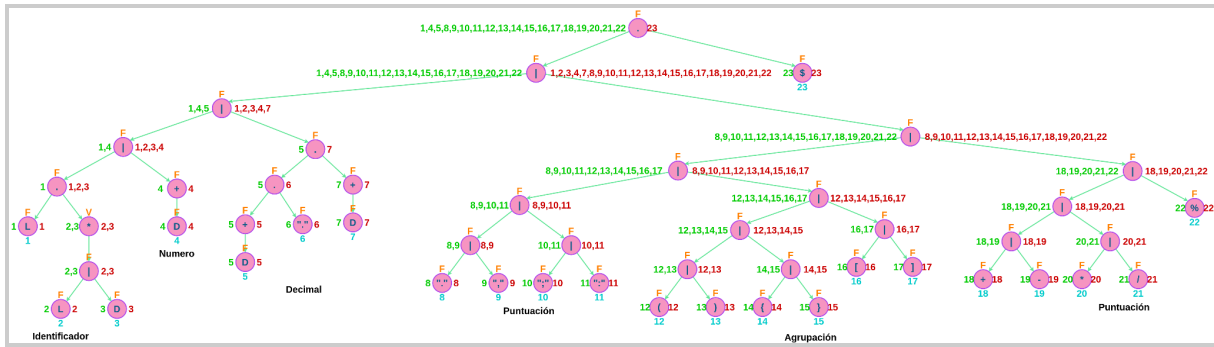 F
1,4,5,8,9,10,11,12,13,14,15,16,17,18,19,20,21,22 . 23
F F
1,4,5,8,9,10,11,12,13,14,15,16,17,18,19,20,21,22 | 1,2,3,4,7,8,9,10,11,12,13,14,15,16,17,18,19,20,21,22 23 $ 23
23
F
1,4,5 | 1,2,3,4,7
F
8,9,10,11,12,13,14,15,16,17,18,19,20,21,22 | 8,9,10,11,12,13,14,15,16,17,18,19,20,21,22
F F
1,4 | 1,2,3,4 5 . 7
F F
8,9,10,11,12,13,14,15,16,17 | 8,9,10,11,12,13,14,15,16,17 18,19,20,21,22 | 18,19,20,21,22
F F F F
1 . 1,2,3 4 + 4 5 . 6 7 + 7
F F F F
8,9,10,11 | 8,9,10,11 12,13,14,15,16,17 | 12,13,14,15,16,17 18,19,20,21 | 18,19,20,21 22 % 22
22
F V F F F F
1 L 1 2,3 * 2,3 4 D 4 5 + 5 6 "." 6 7 D 7
1 4 6 7
Numero
F F F
12,13,14,15 | 12,13,14,15 16,17 | 16,17
F F F F
8,9 | 8,9 10,11 | 10,11 18,19 | 18,19 20,21 | 20,21
F F
2,3 | 2,3 5 D 5
5
F F F F
12,13 | 12,13 14,15 | 14,15 16 [ 16 17 ] 17
16 17
F F F F F F F F
8 "." 8 9 "," 9 10 ";" 10 11 ":" 11 18 + 18 19 - 19 20 * 20 21 / 21
8 9 10 11 18 19 20 21
Decimal
F F F F F F
2 L 2 3 D 3 12 ( 12 13 ) 13 14 { 14 15 } 15
2 3 12 13 14 15
Puntuación Puntuación
Identificador Agrupación